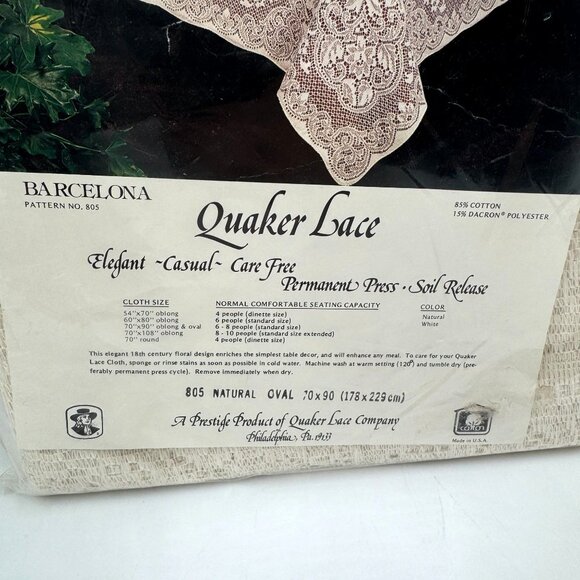 BARCELONA
PATTERN NO. 805
85% COTTON
15% DACRON® POLYESTER
Quaker Lace
Elegant ~Casual~ Care Free
Permanent Press · Soil Release
CLOTH SIZE NORMAL COMFORTABLE SEATING CAPACITY COLOR
54"x70" oblong 4 people (dinette size) Natural
60"x80" oblong 6 people (standard size) White
70"x90" oblong & oval 6 - 8 people (standard size)
70"x108" oblong 8 - 10 people (standard size extended)
70" round 4 people (dinette size)
This elegant 18th century floral design enriches the simplest table decor, and will enhance any meal. To care for your Quaker
Lace Cloth, sponge or rinse stains as soon as possible in cold water. Machine wash at warm setting (120°) and tumble dry (pre-
ferably permanent press cycle). Remove immediately when dry.
805 NATURAL OVAL 70x90 (178x229cm)
A Prestige Product of Quaker Lace Company
Philadelphia, Pa. 19133
cotton
Made in U.S.A.